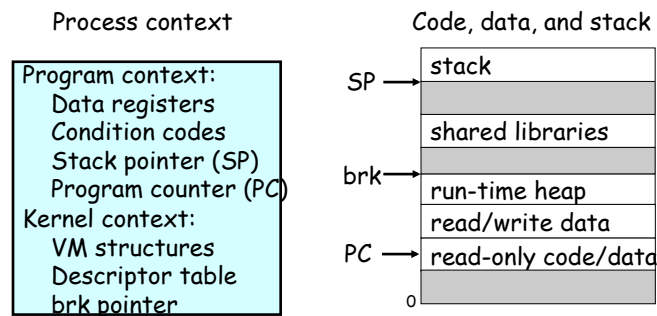 Process context
Program context:
Data registers
Condition codes
Stack pointer (SP)
Program counter (PC)
Kernel context:
VM structures
Descriptor table
brk pointer
Code, data, and stack
stack
SP
shared libraries
brk
run-time heap
read/write data
PC
read-only code/data
0